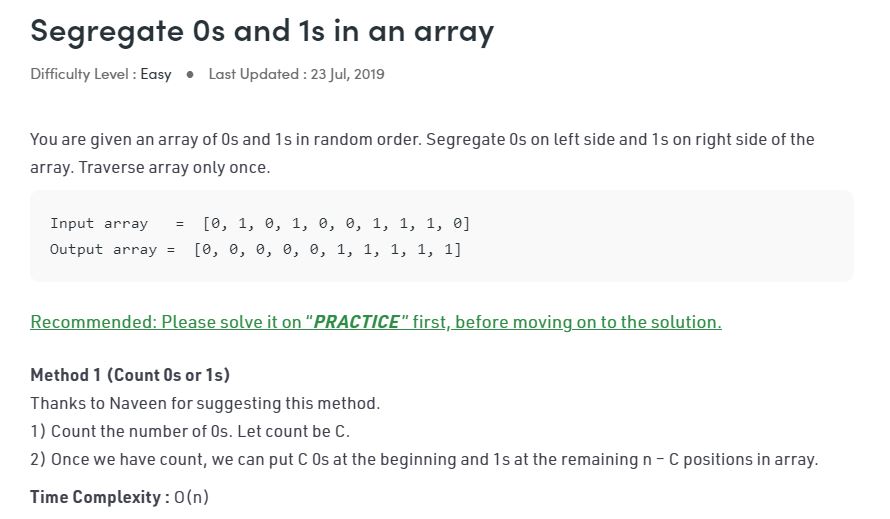 Segregate 0s and 1s in an array
Difficulty Level : Easy ● Last Updated : 23 Jul, 2019
You are given an array of 0s and 1s in random order. Segregate 0s on left side and 1s on right side of the
array. Traverse array only once.
Input array   =  [0, 1, 0, 1, 0, 0, 1, 1, 1, 0]
Output array =  [0, 0, 0, 0, 0, 1, 1, 1, 1, 1]
Recommended: Please solve it on “PRACTICE” first, before moving on to the solution.
Method 1 (Count 0s or 1s)
Thanks to Naveen for suggesting this method.
1) Count the number of 0s. Let count be C.
2) Once we have count, we can put C 0s at the beginning and 1s at the remaining n – C positions in array.
Time Complexity : O(n)